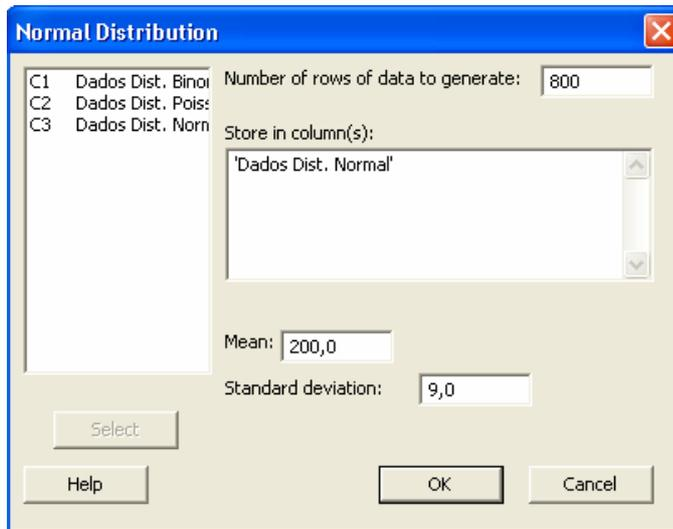 Normal Distribution
C1 Dados Dist. Binor
C2 Dados Dist. Poiss
C3 Dados Dist. Norn
Number of rows of data to generate: 800
Store in column(s):
'Dados Dist. Normal'
Mean: 200,0
Standard deviation: 9,0
Select
Help
OK
Cancel